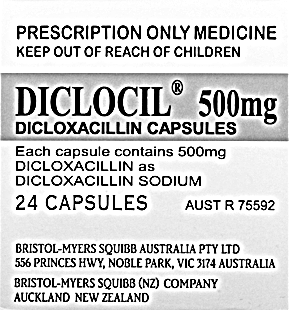 PRESCRIPTION ONLY MEDICINE
KEEP OUT OF REACH OF CHILDREN
DICLOCIL® 500mg
DICLOXACILLIN CAPSULES
Each capsule contains 500mg
DICLOXACILLIN as
DICLOXACILLIN SODIUM
24 CAPSULES AUST R 75592
BRISTOL-MYERS SQUIBB AUSTRALIA PTY LTD
556 PRINCES HWY, NOBLE PARK, VIC 3174 AUSTRALIA
BRISTOL-MYERS SQUIBB (NZ) COMPANY
AUCKLAND NEW ZEALAND